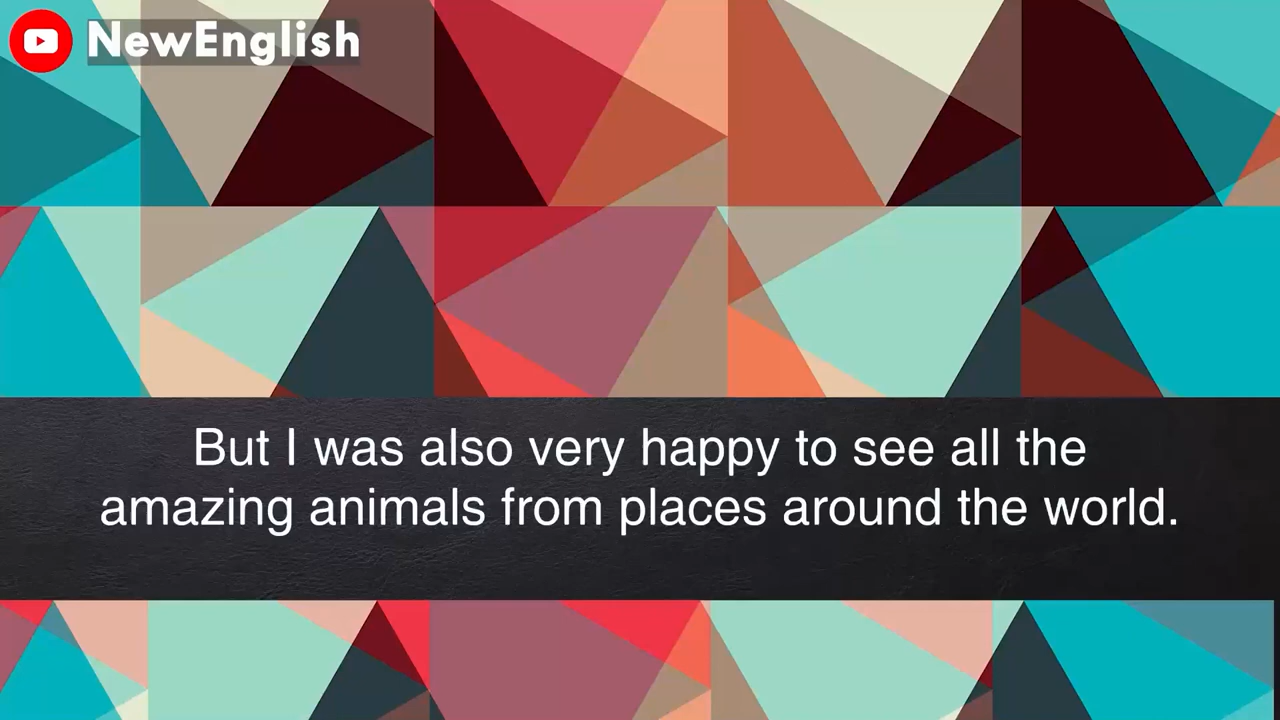 NewEnglish
But I was also very happy to see all the
amazing animals from places around the world.